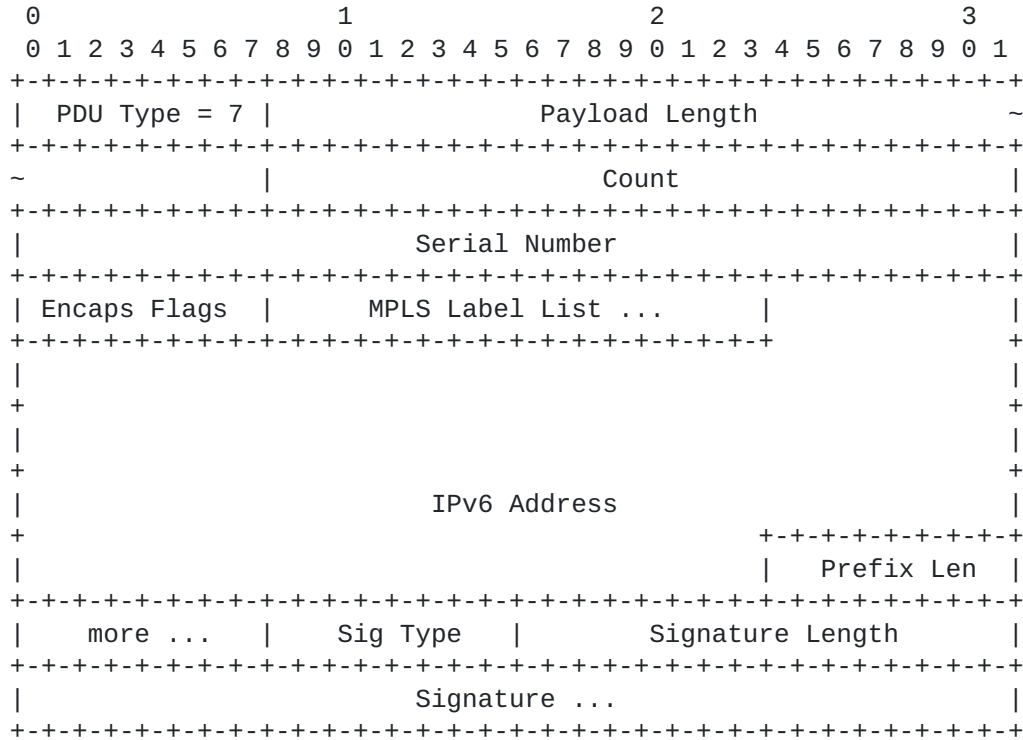 0                   1                   2                   3
 0 1 2 3 4 5 6 7 8 9 0 1 2 3 4 5 6 7 8 9 0 1 2 3 4 5 6 7 8 9 0 1
+-+-+-+-+-+-+-+-+-+-+-+-+-+-+-+-+-+-+-+-+-+-+-+-+-+-+-+-+-+-+-+-+
|  PDU Type = 7 |                 Payload Length                ~
+-+-+-+-+-+-+-+-+-+-+-+-+-+-+-+-+-+-+-+-+-+-+-+-+-+-+-+-+-+-+-+-+
~               |                     Count                     |
+-+-+-+-+-+-+-+-+-+-+-+-+-+-+-+-+-+-+-+-+-+-+-+-+-+-+-+-+-+-+-+-+
|                         Serial Number                         |
+-+-+-+-+-+-+-+-+-+-+-+-+-+-+-+-+-+-+-+-+-+-+-+-+-+-+-+-+-+-+-+-+
| Encaps Flags  |      MPLS Label List ...      |               |
+-+-+-+-+-+-+-+-+-+-+-+-+-+-+-+-+-+-+-+-+-+-+-+-+               +
|                                                               |
+                                                               +
|                                                               |
+                                                               +
|                          IPv6 Address                         |
+                                               +-+-+-+-+-+-+-+-+
|                                               |   Prefix Len  |
+-+-+-+-+-+-+-+-+-+-+-+-+-+-+-+-+-+-+-+-+-+-+-+-+-+-+-+-+-+-+-+-+
|    more ...   |    Sig Type   |        Signature Length       |
+-+-+-+-+-+-+-+-+-+-+-+-+-+-+-+-+-+-+-+-+-+-+-+-+-+-+-+-+-+-+-+-+
|                         Signature ...                         |
+-+-+-+-+-+-+-+-+-+-+-+-+-+-+-+-+-+-+-+-+-+-+-+-+-+-+-+-+-+-+-+-+